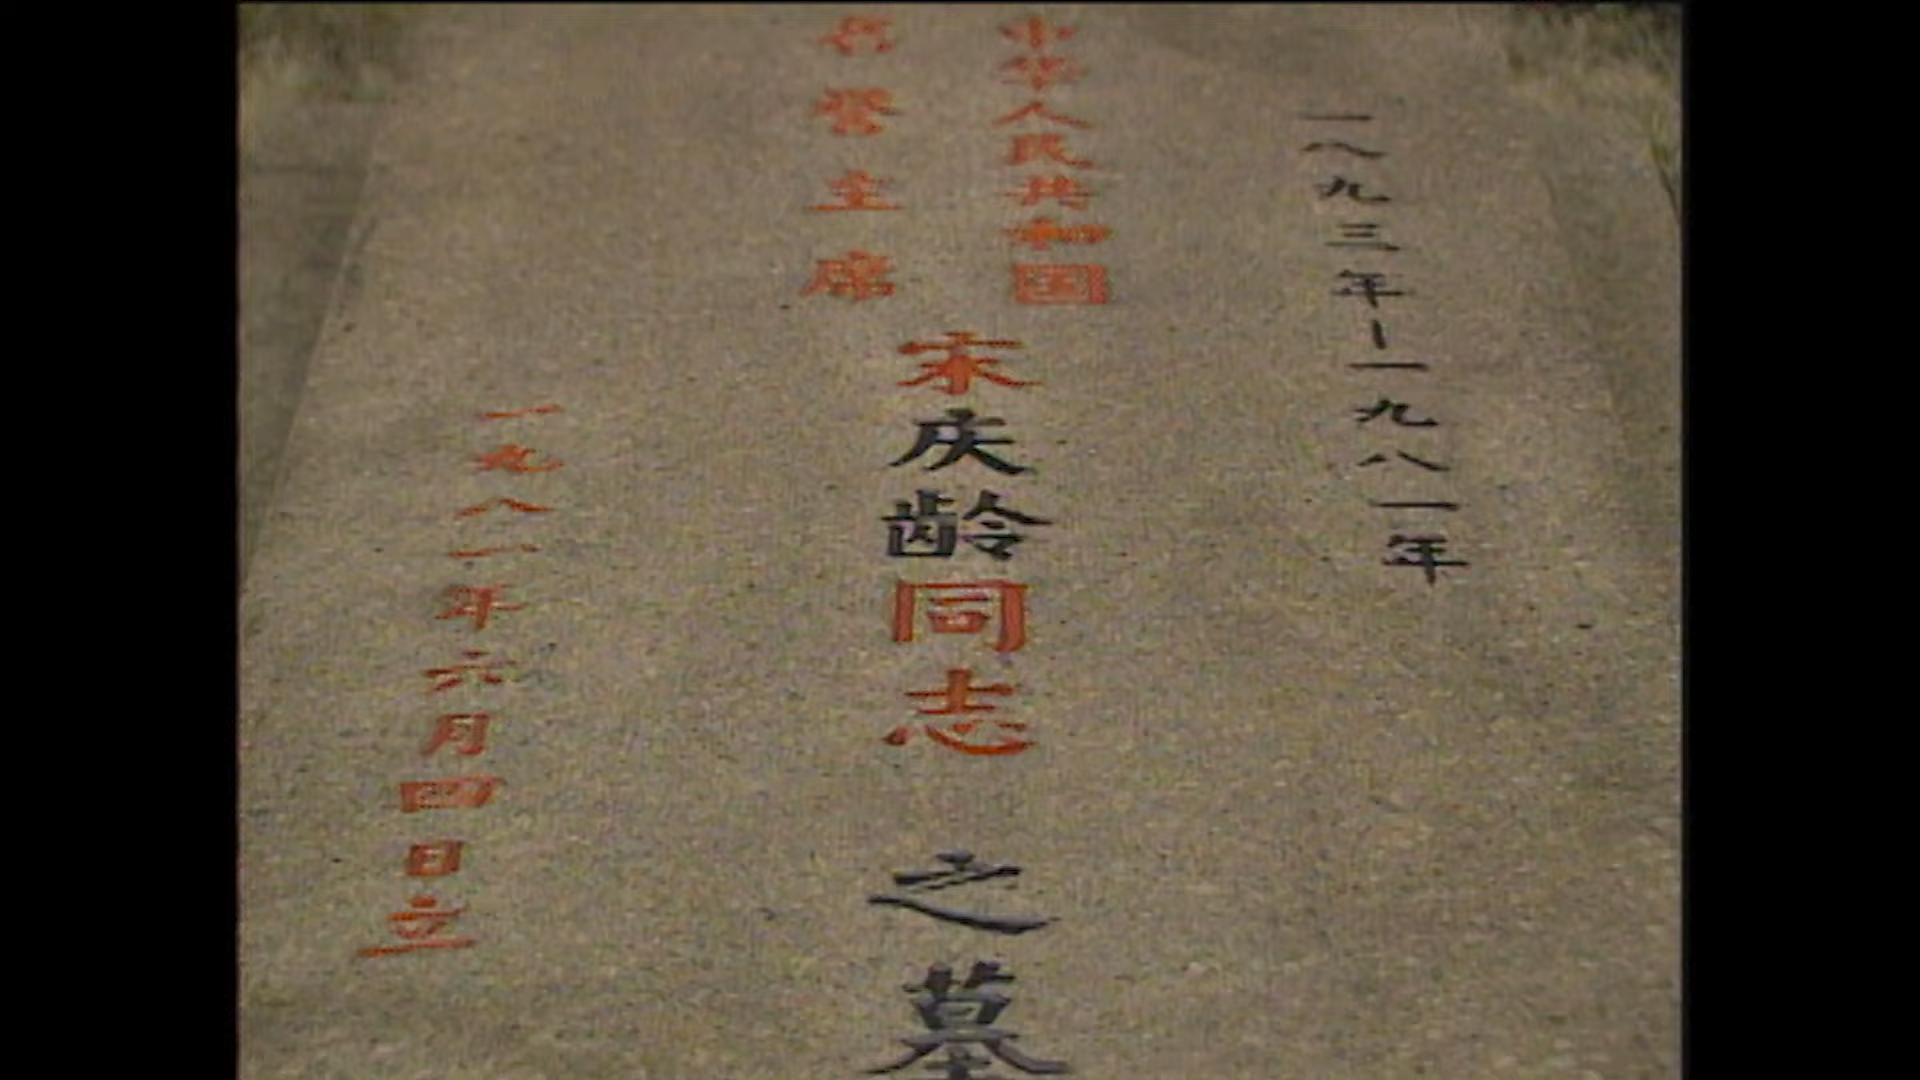 一八九三年－一九八一年
中华人民共和国
名誉主席
宋庆龄同志之墓
一九八一年六月四日立